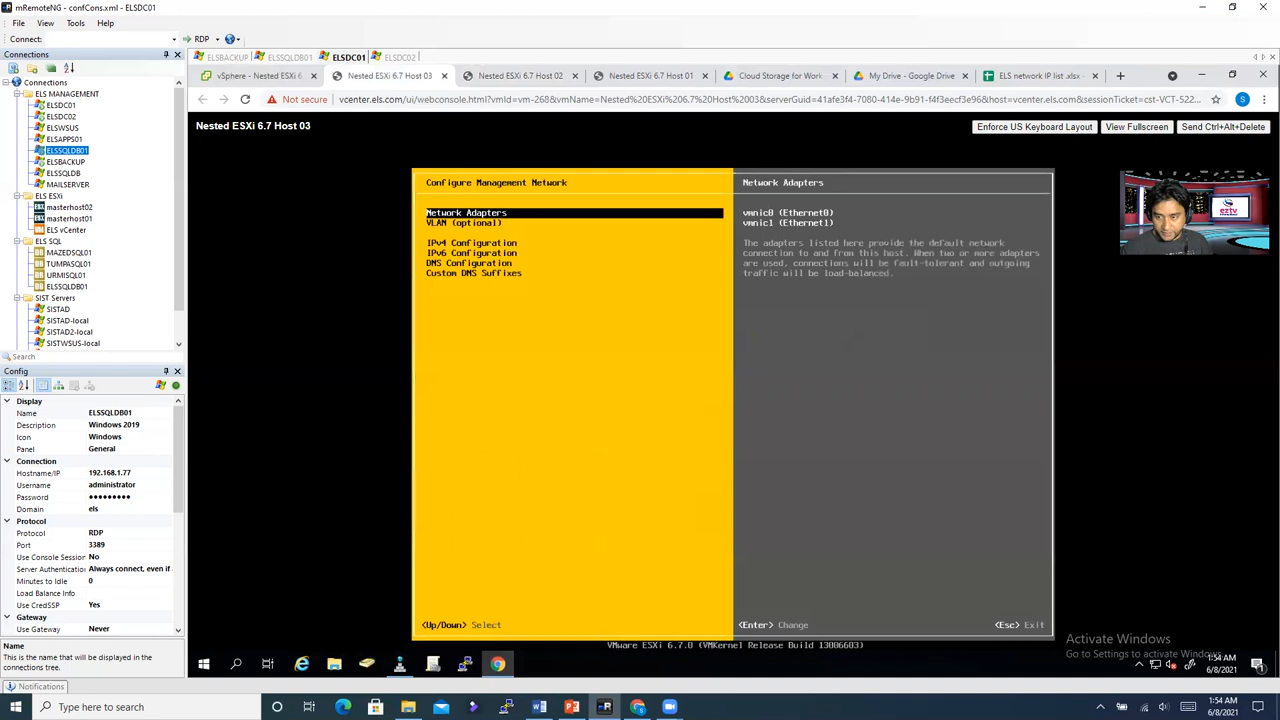 mRemoteNG - confCons.xml - ELSDC01
File View Tools Help
Connect: RDP
Connections
ELSBACKUP ELSSQLDB01 ELSDC01 ELSDC02
Connections
ELS MANAGEMENT
ELSDC01
ELSDC02
ELSWSUS
ELSAPPS01
ELSSQLDB01
ELSBACKUP
ELSSQLDB
MAILSERVER
ELS ESXi
masterhost02
masterhost01
ELS vCenter
ELS SQL
MAZEDSQL01
TUMPASQL01
URMISQL01
ELSSQLDB01
SIST Servers
SISTAD
SISTAD-local
SISTAD2-local
SISTWSUS-local
Search
Config
Display
Name ELSSQLDB01
Description Windows 2019
Icon Windows
Panel General
Connection
Hostname/IP 192.168.1.77
Username administrator
Password ●●●●●●●●●
Domain els
Protocol
Protocol RDP
Port 3389
Use Console Session No
Server Authentication Always connect, even if
Minutes to Idle 0
Load Balance Info
Use CredSSP Yes
Gateway
Use Gateway Never
Name
This is the name that will be displayed in the
connections tree.
Notifications
vSphere - Nested ESXi 6 Nested ESXi 6.7 Host 03 Nested ESXi 6.7 Host 02 Nested ESXi 6.7 Host 01 Cloud Storage for Work My Drive - Google Drive ELS network IP list.xlsx -
Not secure vcenter.els.com/ui/webconsole.html?vmId=vm-268&vmName=Nested%20ESXi%206.7%20Host%2003&serverGuid=41afe3f4-7080-414e-9b91-f4f3ecf3e96&host=vcenter.els.com&sessionTicket=cst-VCT-522... S
Nested ESXi 6.7 Host 03 Enforce US Keyboard Layout View Fullscreen Send Ctrl+Alt+Delete
Configure Management Network
Network Adapters
VLAN (optional)
IPv4 Configuration
IPv6 Configuration
DNS Configuration
Custom DNS Suffixes
<Up/Down> Select
Network Adapters
vmnic0 (Ethernet0)
vmnic1 (Ethernet1)
The adapters listed here provide the default network
connection to and from this host. When two or more adapters
are used, connections will be fault-tolerant and outgoing
traffic will be load-balanced.
<Enter> Change <Esc> Exit
VMware ESXi 6.7.0 (VMKernel Release Build 13006603)
eztv
Activate Windows
Go to Settings to activate Windows.
1:54 AM
6/8/2021
Type here to search
1:54 AM
6/8/2021